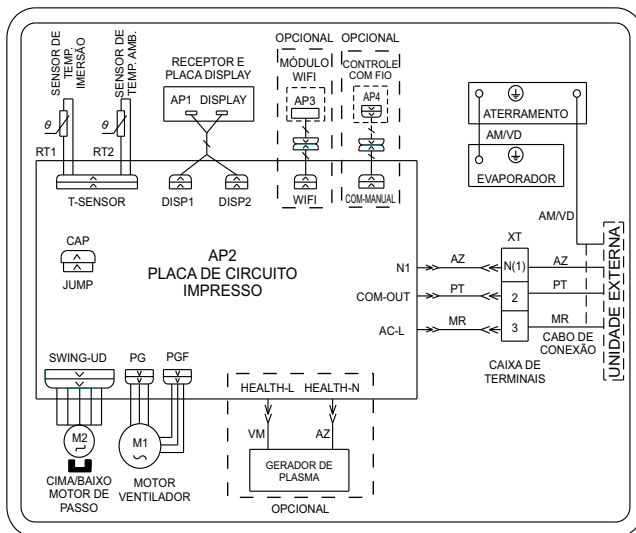 SENSOR DE
TEMP.
IMERSÃO
SENSOR DE
TEMP. AMB.
RECEPTOR E
PLACA DISPLAY
AP1 DISPLAY
OPCIONAL
MÓDULO
WIFI
AP3
OPCIONAL
CONTROLE
COM FIO
AP4
ATERRAMENTO
AM/VD
EVAPORADOR
θ
RT1
θ
RT2
T-SENSOR
DISP1
DISP2
WIFI
COM-MANUAL
AM/VD
CAP
JUMP
AP2
PLACA DE CIRCUITO
IMPRESSO
XT
N1
AZ
N(1)
AZ
COM-OUT
PT
2
PT
AC-L
MR
3
MR
CAIXA DE
TERMINAIS
CABO DE
CONEXÃO
UNIDADE EXTERNA
SWING-UD
PG
PGF
M2
M1
CIMA/BAIXO
MOTOR DE
PASSO
MOTOR
VENTILADOR
HEALTH-L
HEALTH-N
VM
AZ
GERADOR DE
PLASMA
OPCIONAL